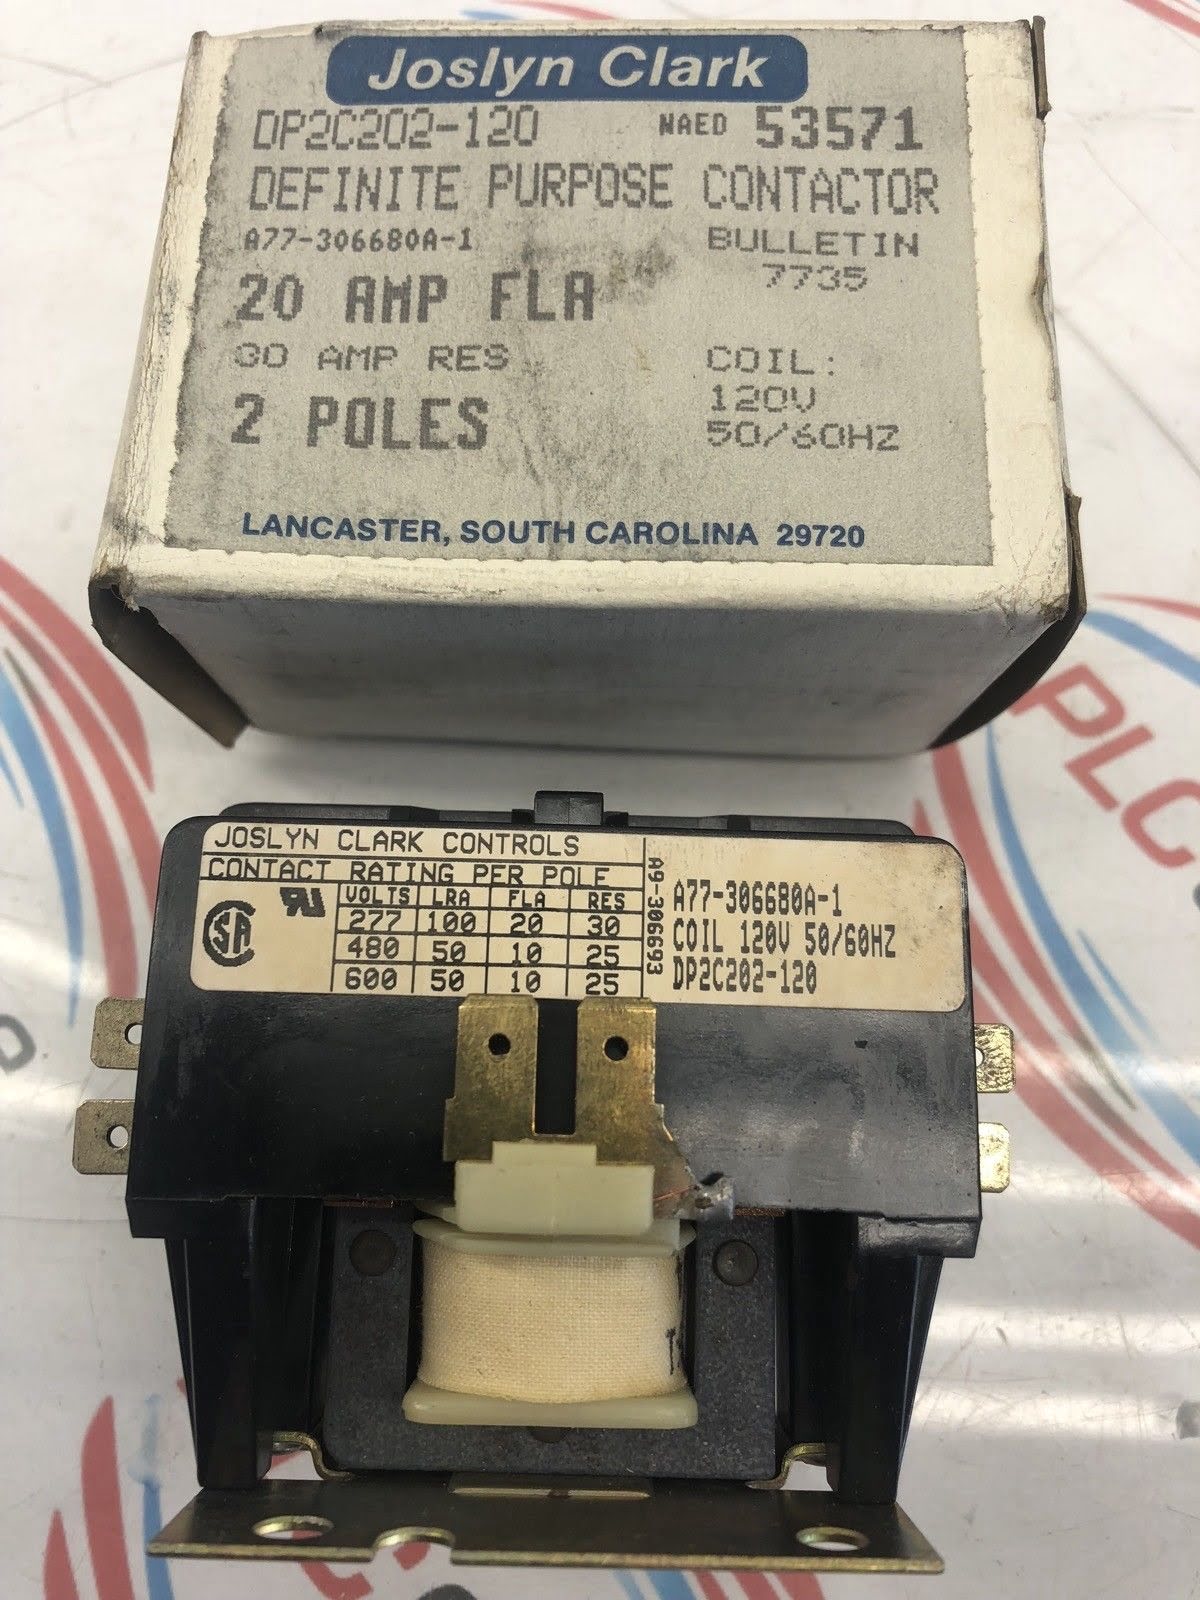 Joslyn Clark
DP2C202-120 NAED 53571
DEFINITE PURPOSE CONTACTOR
A77-306680A-1 BULLETIN
7735
20 AMP FLA
30 AMP RES COIL:
120V
2 POLES 50/60HZ
LANCASTER, SOUTH CAROLINA 29720
PLC
JOSLYN CLARK CONTROLS
CONTACT RATING PER POLE
VOLTS LRA FLA RES
277 100 20 30
480 50 10 25
600 50 10 25
A9-306693
A77-306680A-1
COIL 120V 50/60HZ
DP2C202-120